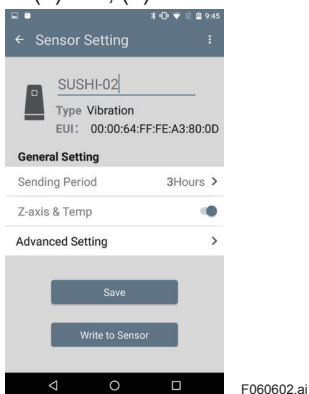 9:45
Sensor Setting
SUSHI-02
Type Vibration
EUI: 00:00:64:FF:FE:A3:80:0D
General Setting
Sending Period 3Hours >
Z-axis & Temp
Advanced Setting >
Save
Write to Sensor
F060602.ai